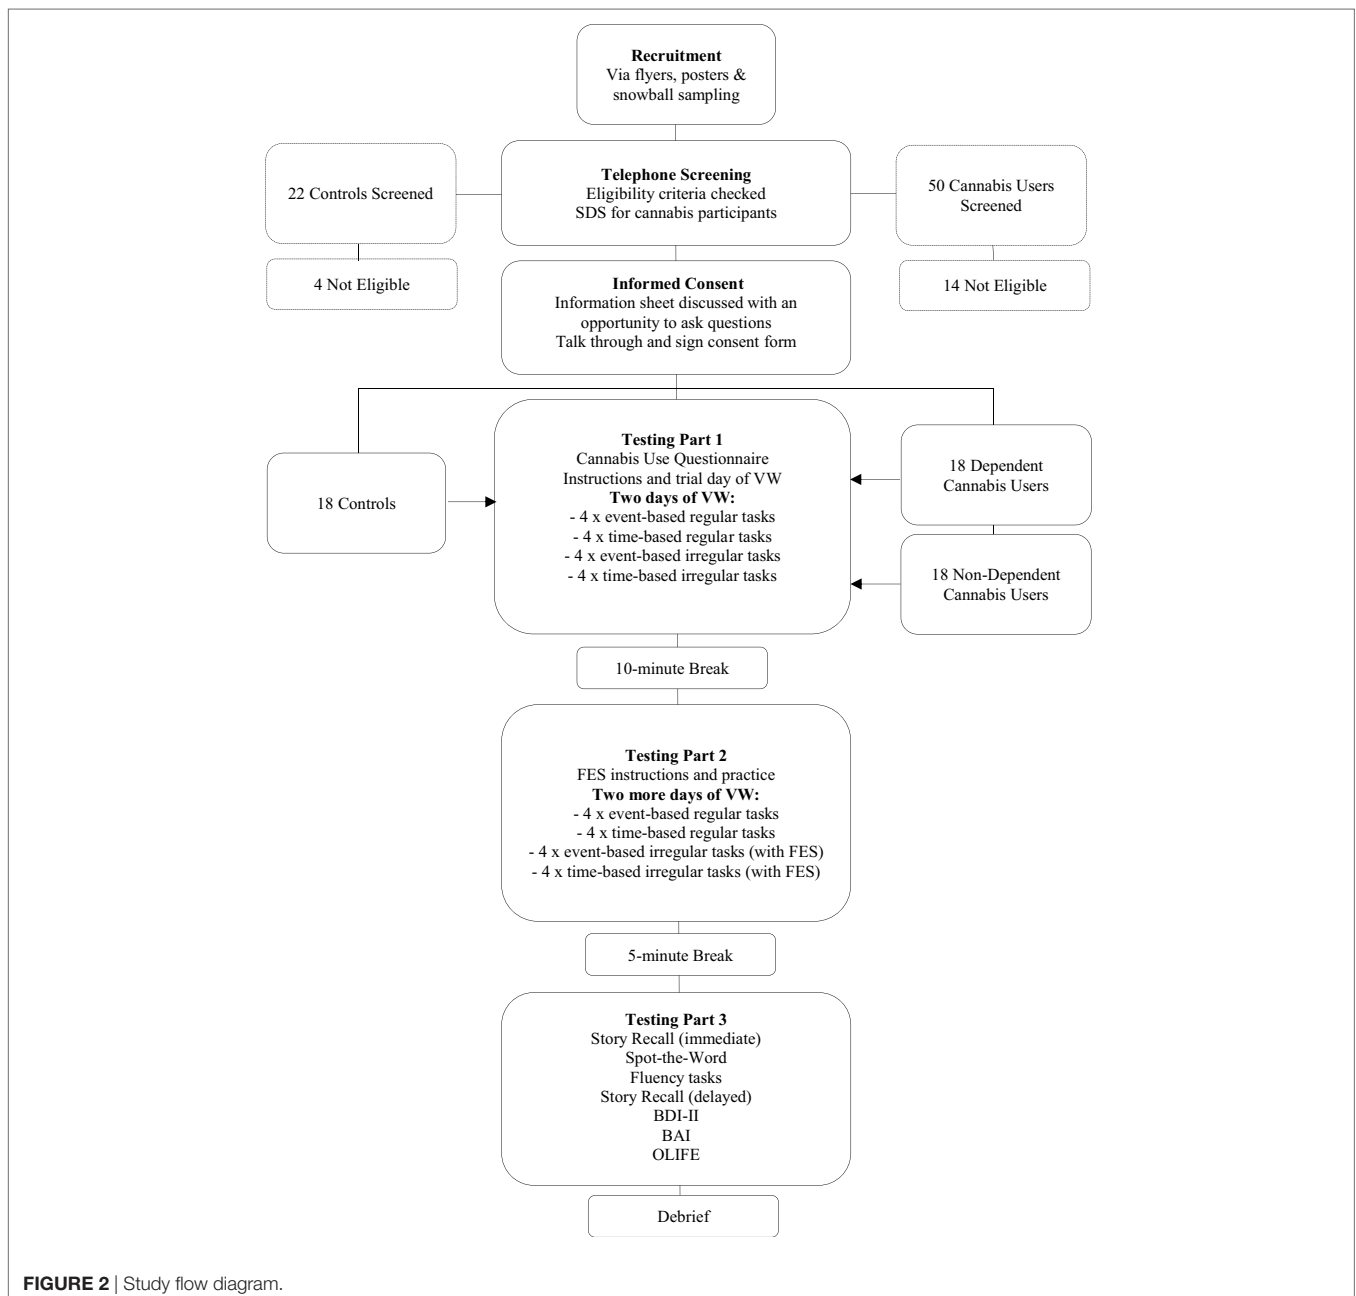 Recruitment
Via flyers, posters &
snowball sampling
22 Controls Screened
Telephone Screening
Eligibility criteria checked
SDS for cannabis participants
50 Cannabis Users
Screened
4 Not Eligible
Informed Consent
Information sheet discussed with an
opportunity to ask questions
Talk through and sign consent form
14 Not Eligible
18 Controls
Testing Part 1
Cannabis Use Questionnaire
Instructions and trial day of VW
Two days of VW:
- 4 x event-based regular tasks
- 4 x time-based regular tasks
- 4 x event-based irregular tasks
- 4 x time-based irregular tasks
18 Dependent
Cannabis Users
18 Non-Dependent
Cannabis Users
10-minute Break
Testing Part 2
FES instructions and practice
Two more days of VW:
- 4 x event-based regular tasks
- 4 x time-based regular tasks
- 4 x event-based irregular tasks (with FES)
- 4 x time-based irregular tasks (with FES)
5-minute Break
Testing Part 3
Story Recall (immediate)
Spot-the-Word
Fluency tasks
Story Recall (delayed)
BDI-II
BAI
OLIFE
Debrief
FIGURE 2 | Study flow diagram.